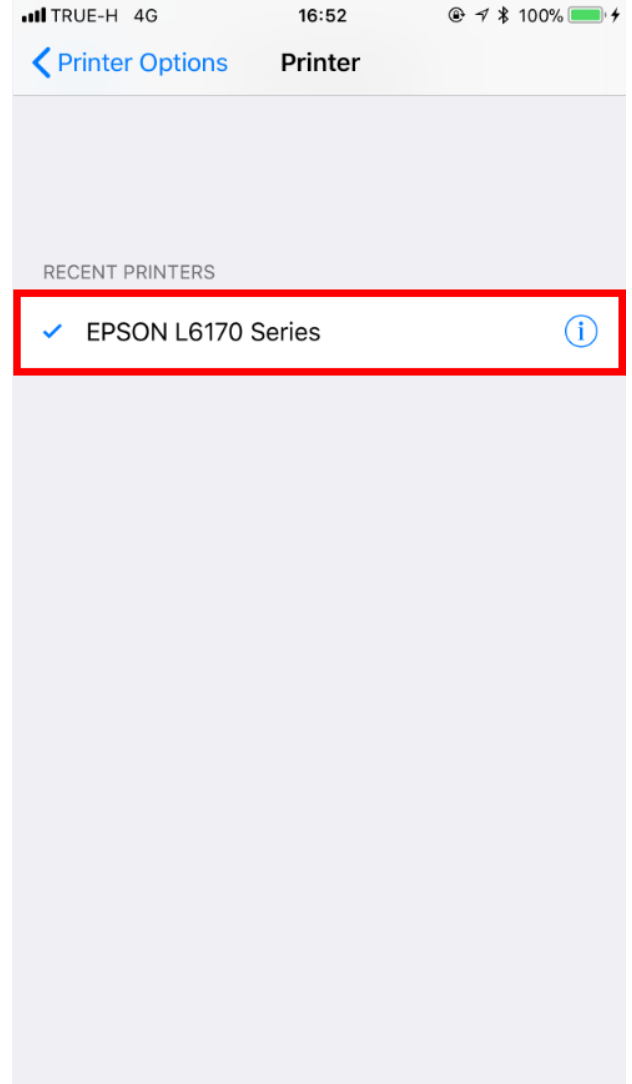 TRUE-H 4G 16:52 100%
Printer Options Printer
RECENT PRINTERS
EPSON L6170 Series